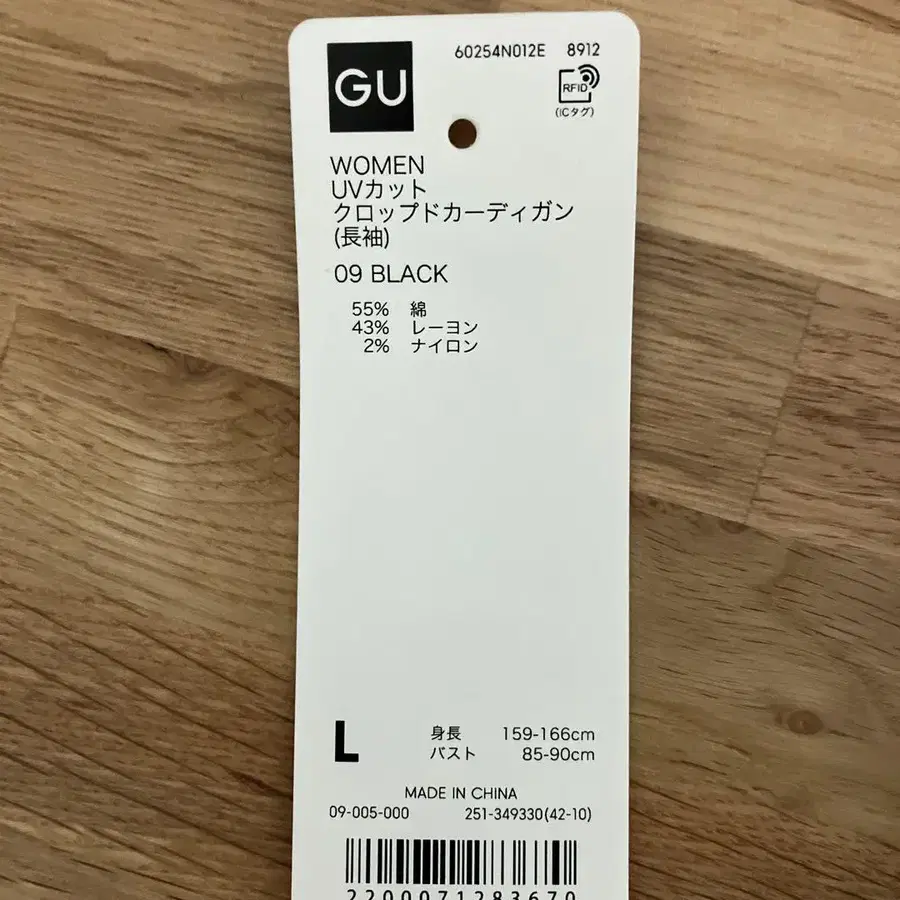 GU
60254N012E 8912
RFID
(ICタグ)
WOMEN
UVカット
クロップドカーディガン
(長袖)
09 BLACK
55% 綿
43% レーヨン
2% ナイロン
L 身長 159-166cm
バスト 85-90cm
MADE IN CHINA
09-005-000 251-349330(42-10)
2200071283670